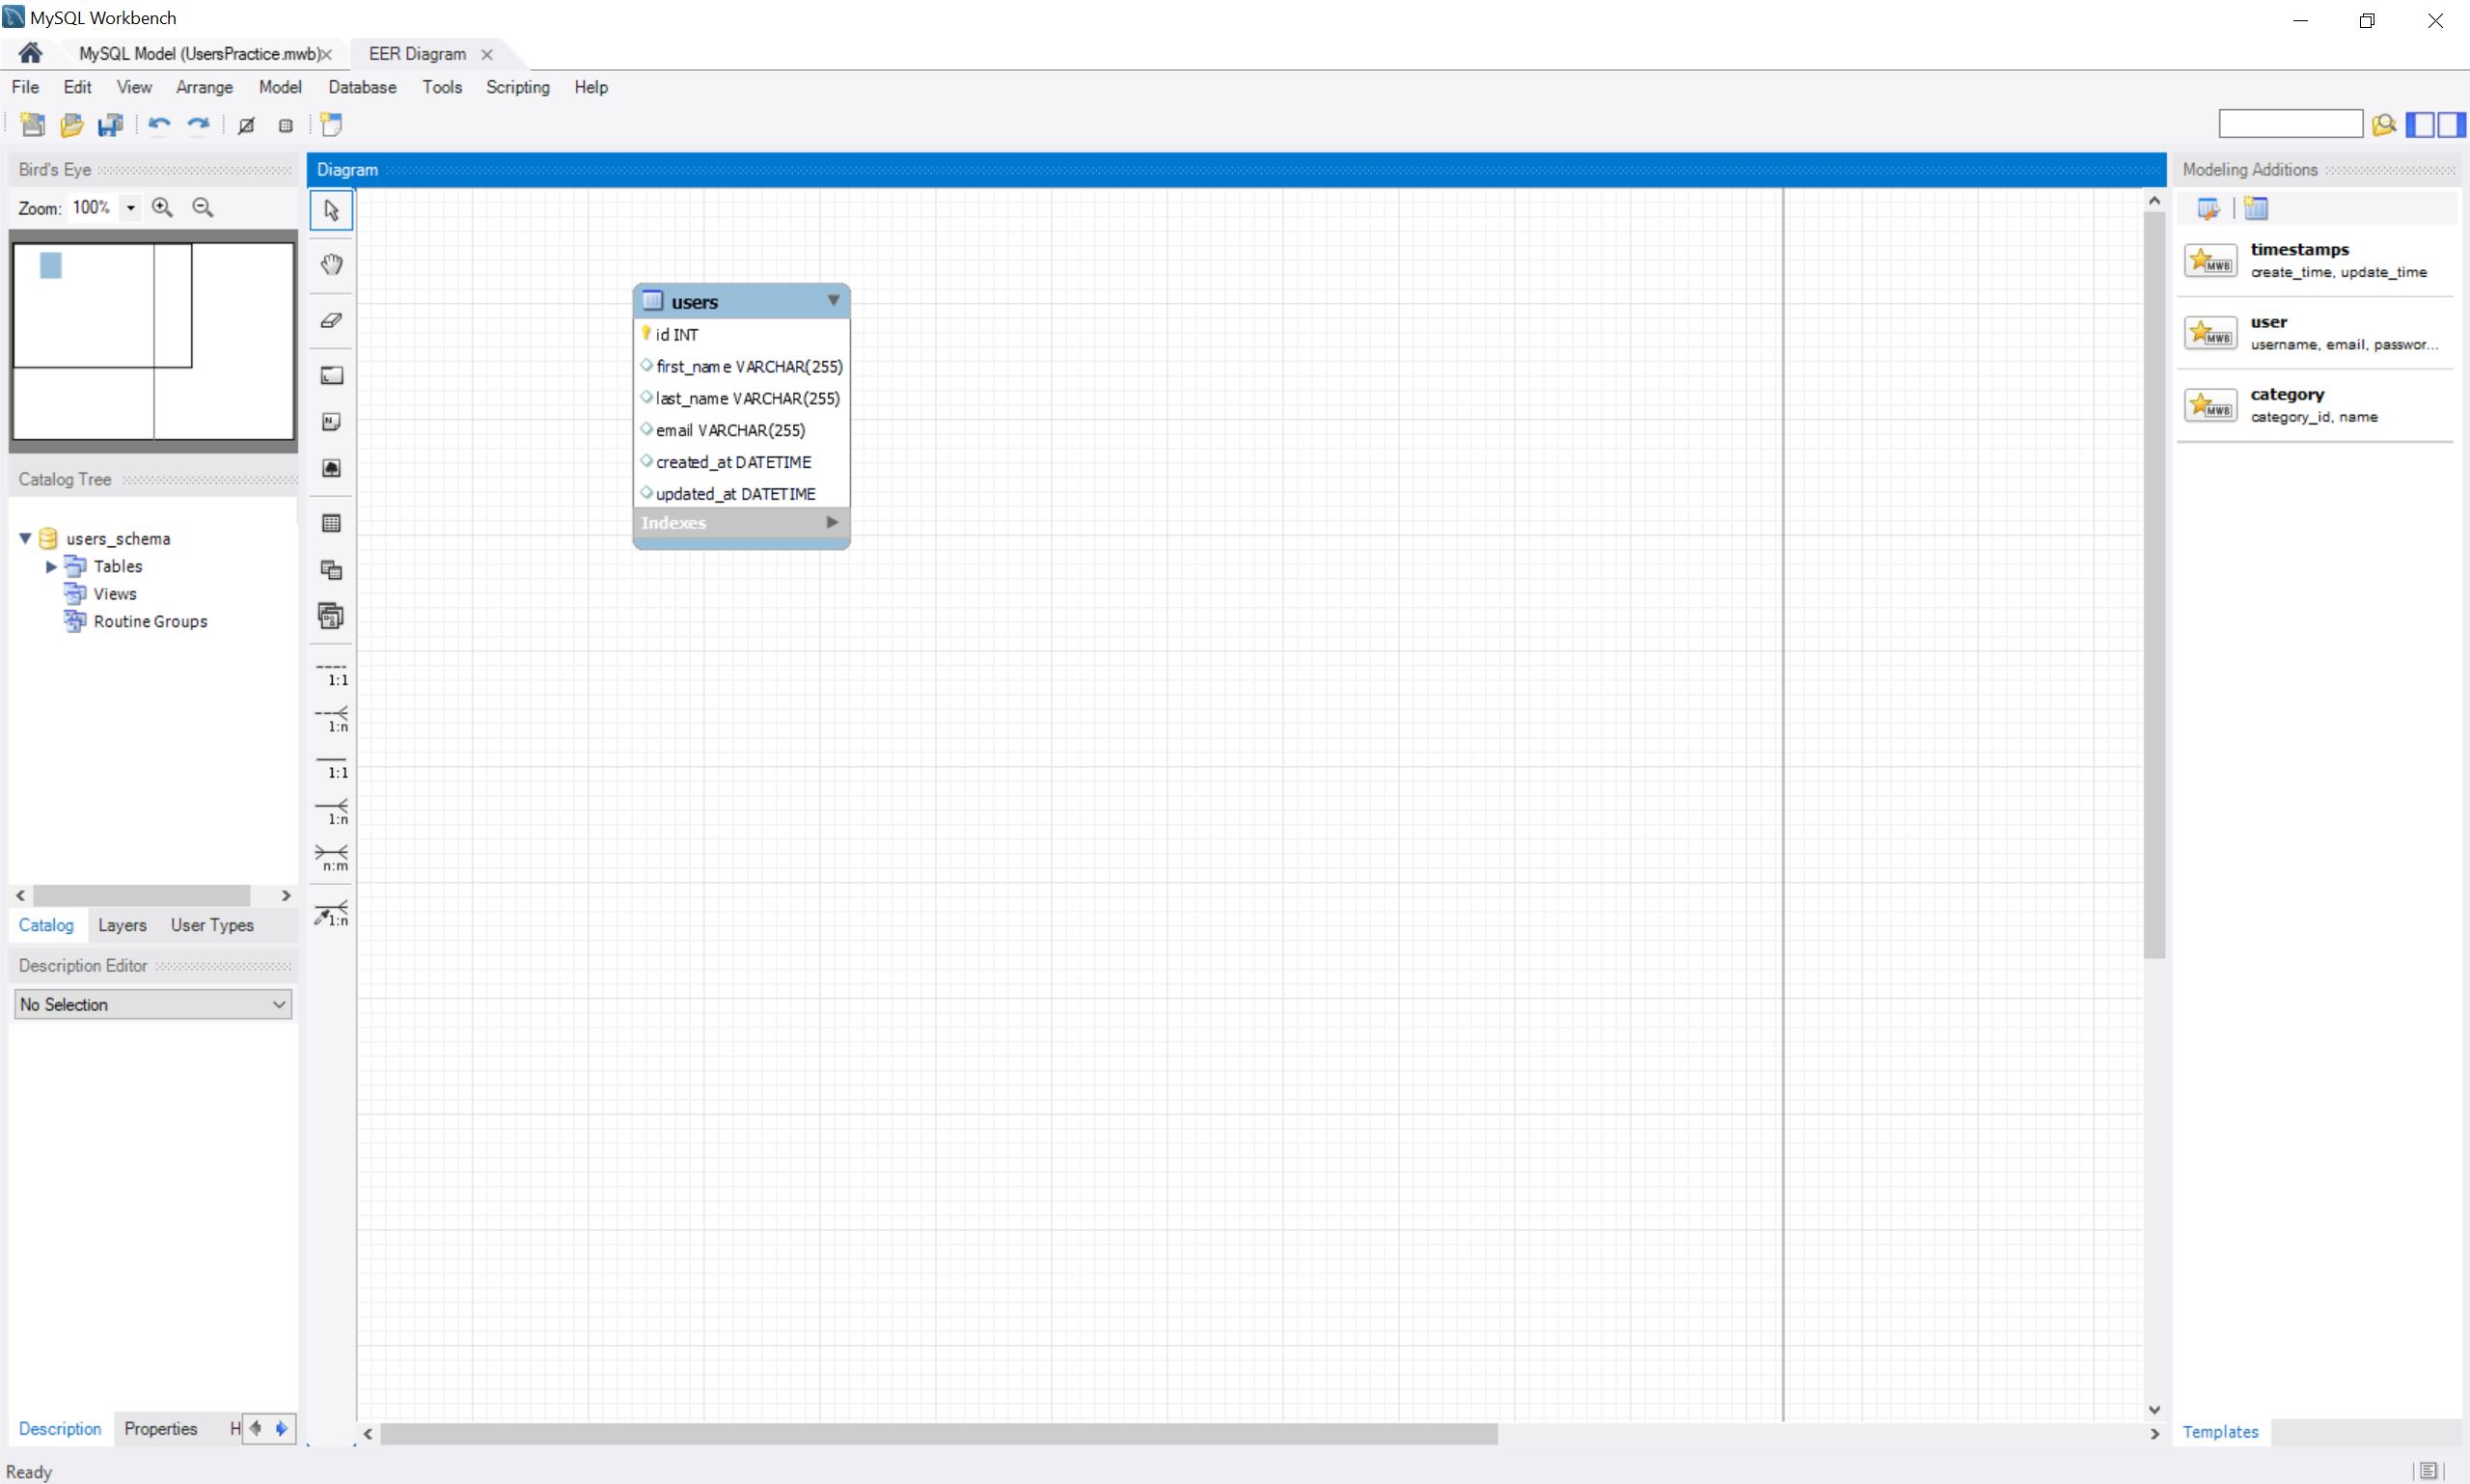 MySQL Workbench
MySQL Model (UsersPractice.mwb)
EER Diagram
File Edit View Arrange Model Database Tools Scripting Help
Bird's Eye
Zoom: 100%
Catalog Tree
users_schema
Tables
Views
Routine Groups
Catalog Layers User Types
Description Editor
No Selection
Description Properties H
Ready
Diagram
1:1
1:n
1:1
1:n
n:m
1:n
users
id INT
first_name VARCHAR(255)
last_name VARCHAR(255)
email VARCHAR(255)
created_at DATETIME
updated_at DATETIME
Indexes
Modeling Additions
MWB
timestamps
create_time, update_time
MWB
user
username, email, passwor...
MWB
category
category_id, name
Templates